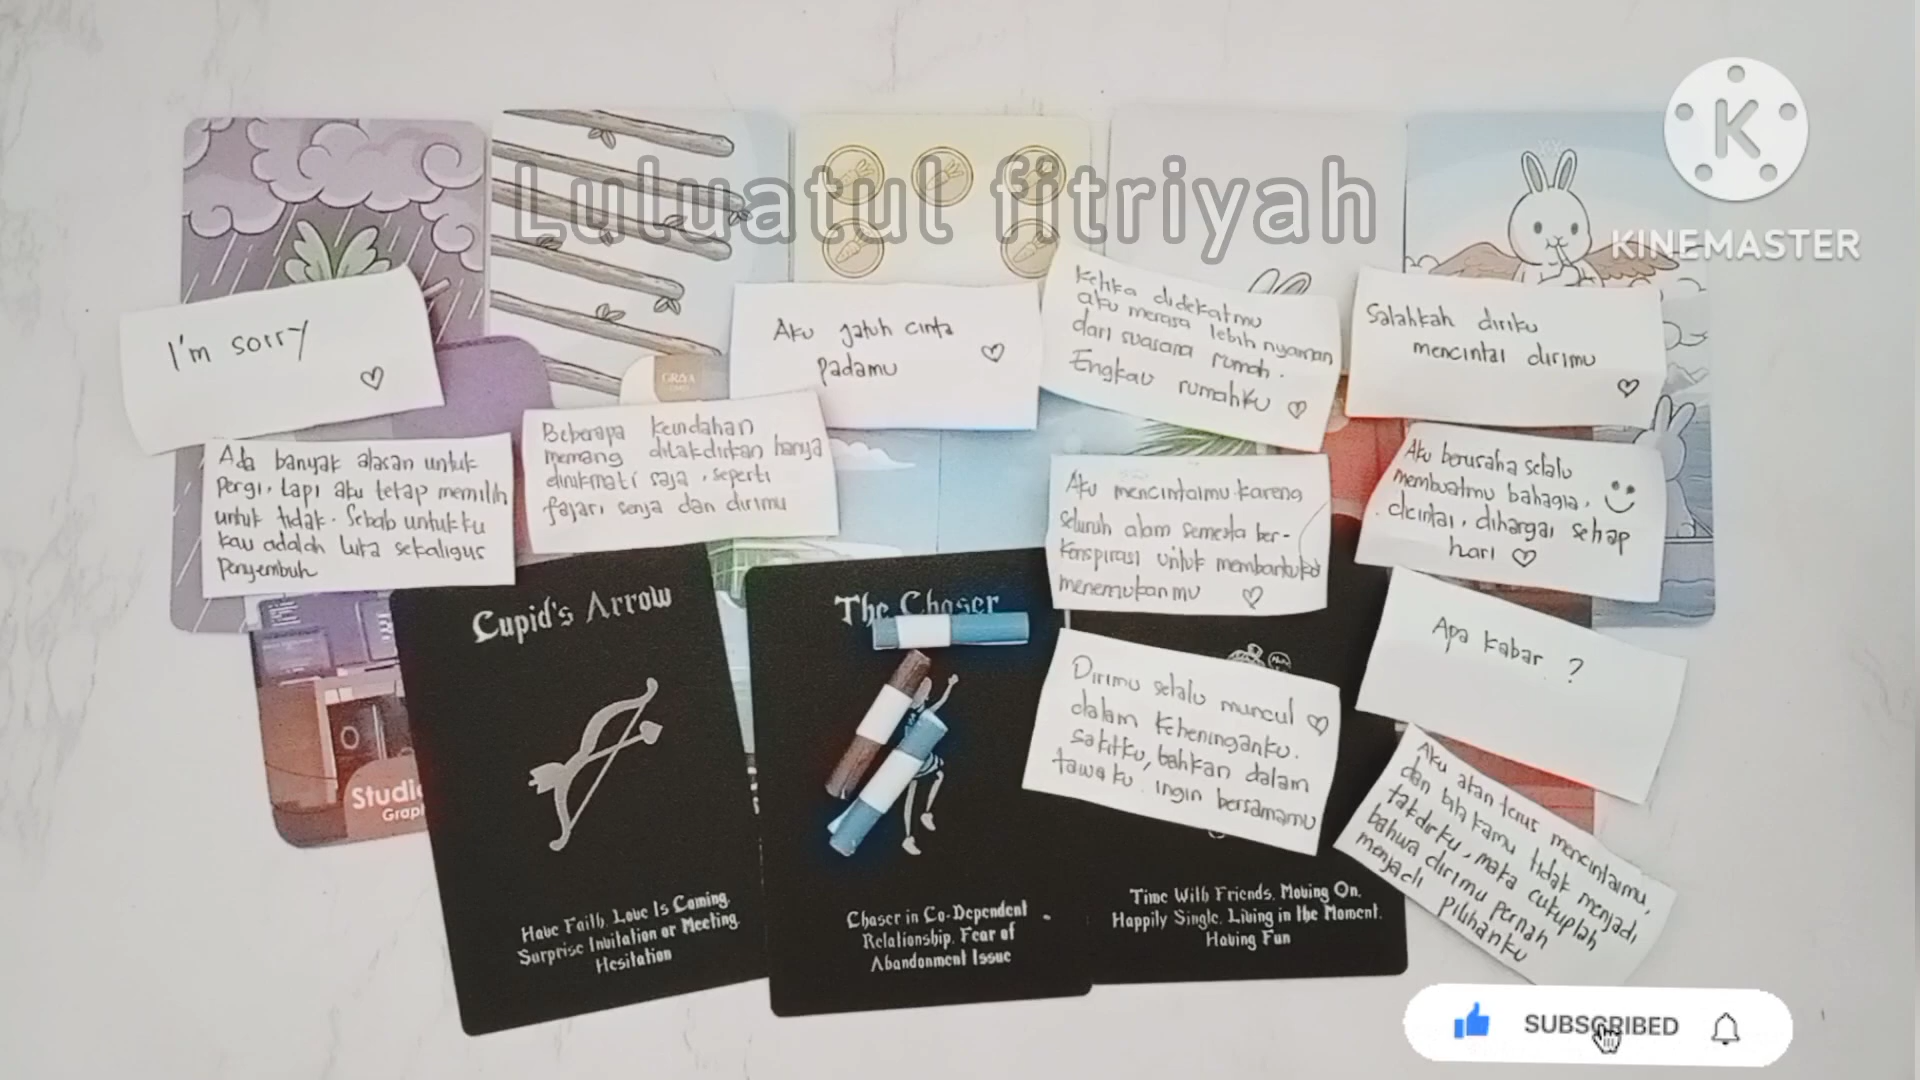 Luluatul fitriyah
KINEMASTER
I'm sorry
Aku jatuh cinta
padamu
Ketika didekatmu
aku merasa lebih nyaman
dari suasana rumah.
Engkau rumahku
Salahkah diriku
mencintai dirimu
Ada banyak alasan untuk
pergi, tapi aku tetap memilih
untuk tidak. Sebab untukku
kau adalah luka sekaligus
penyembuh
Beberapa keindahan
memang ditakdirkan hanya
dinikmati saja, seperti
fajar, senja dan dirimu
Aku mencintaimu karena
seluruh alam semesta ber-
konspirasi untuk membantuku
menemukanmu
Aku berusaha selalu
membuatmu bahagia,
dicintai, dihargai setiap
hari
Apa kabar ?
Dirimu selalu muncul
dalam keheninganku.
sakitku, bahkan dalam
tawaku. ingin bersamamu
Aku akan terus mencintaimu,
dan bila kamu tidak menjadi
takdirku, maka cukuplah
bahwa dirimu pernah
menjadi pilihanku
Cupid's Arrow
Have Faith, Love Is Coming,
Surprise Invitation or Meeting,
Hesitation
The Chaser
Chaser in Co-Dependent
Relationship, Fear of
Abandonment Issue
Time With Friends, Moving On,
Happily Single, Living in the Moment,
Having Fun
SUBSCRIBED